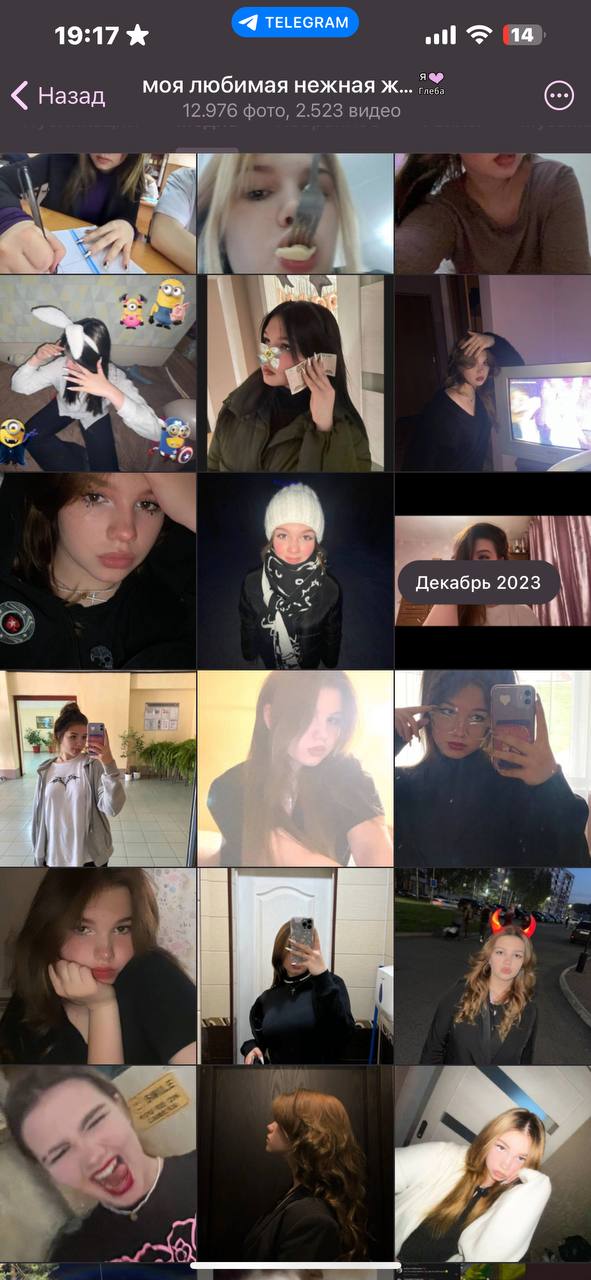 19:17
TELEGRAM
14
Назад
моя любимая нежная ж...
я
Глеба
12.976 фото, 2.523 видео
Декабрь 2023